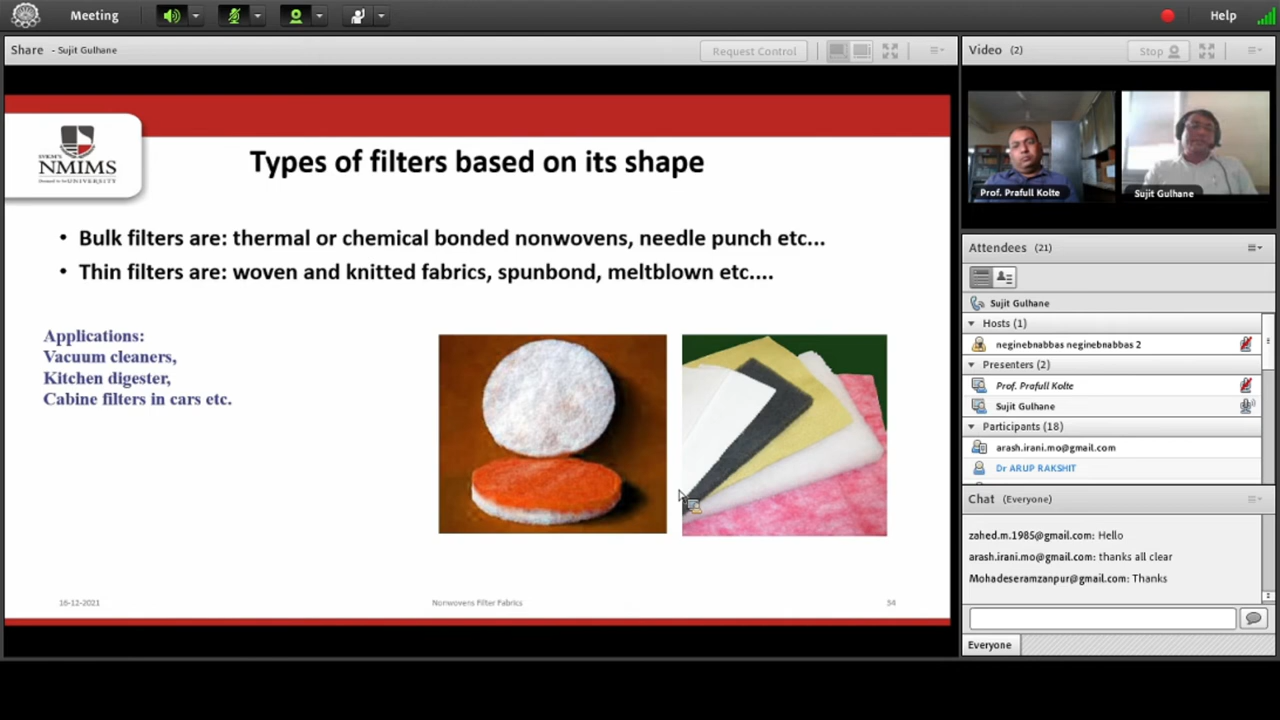 Meeting
Help
Share - Sujit Gulhane
Request Control
Video (2)
Stop
SVKM'S
NMIMS
Deemed to be UNIVERSITY
Types of filters based on its shape
• Bulk filters are: thermal or chemical bonded nonwovens, needle punch etc...
• Thin filters are: woven and knitted fabrics, spunbond, meltblown etc....
Applications:
Vacuum cleaners,
Kitchen digester,
Cabine filters in cars etc.
16-12-2021
Nonwovens Filter Fabrics
54
Prof. Prafull Kolte
Sujit Gulhane
Attendees (21)
Sujit Gulhane
Hosts (1)
neginebnabbas neginebnabbas 2
Presenters (2)
Prof. Prafull Kolte
Sujit Gulhane
Participants (18)
arash.irani.mo@gmail.com
Dr ARUP RAKSHIT
Chat (Everyone)
zahed.m.1985@gmail.com: Hello
arash.irani.mo@gmail.com: thanks all clear
Mohadeseramzanpur@gmail.com: Thanks
Everyone